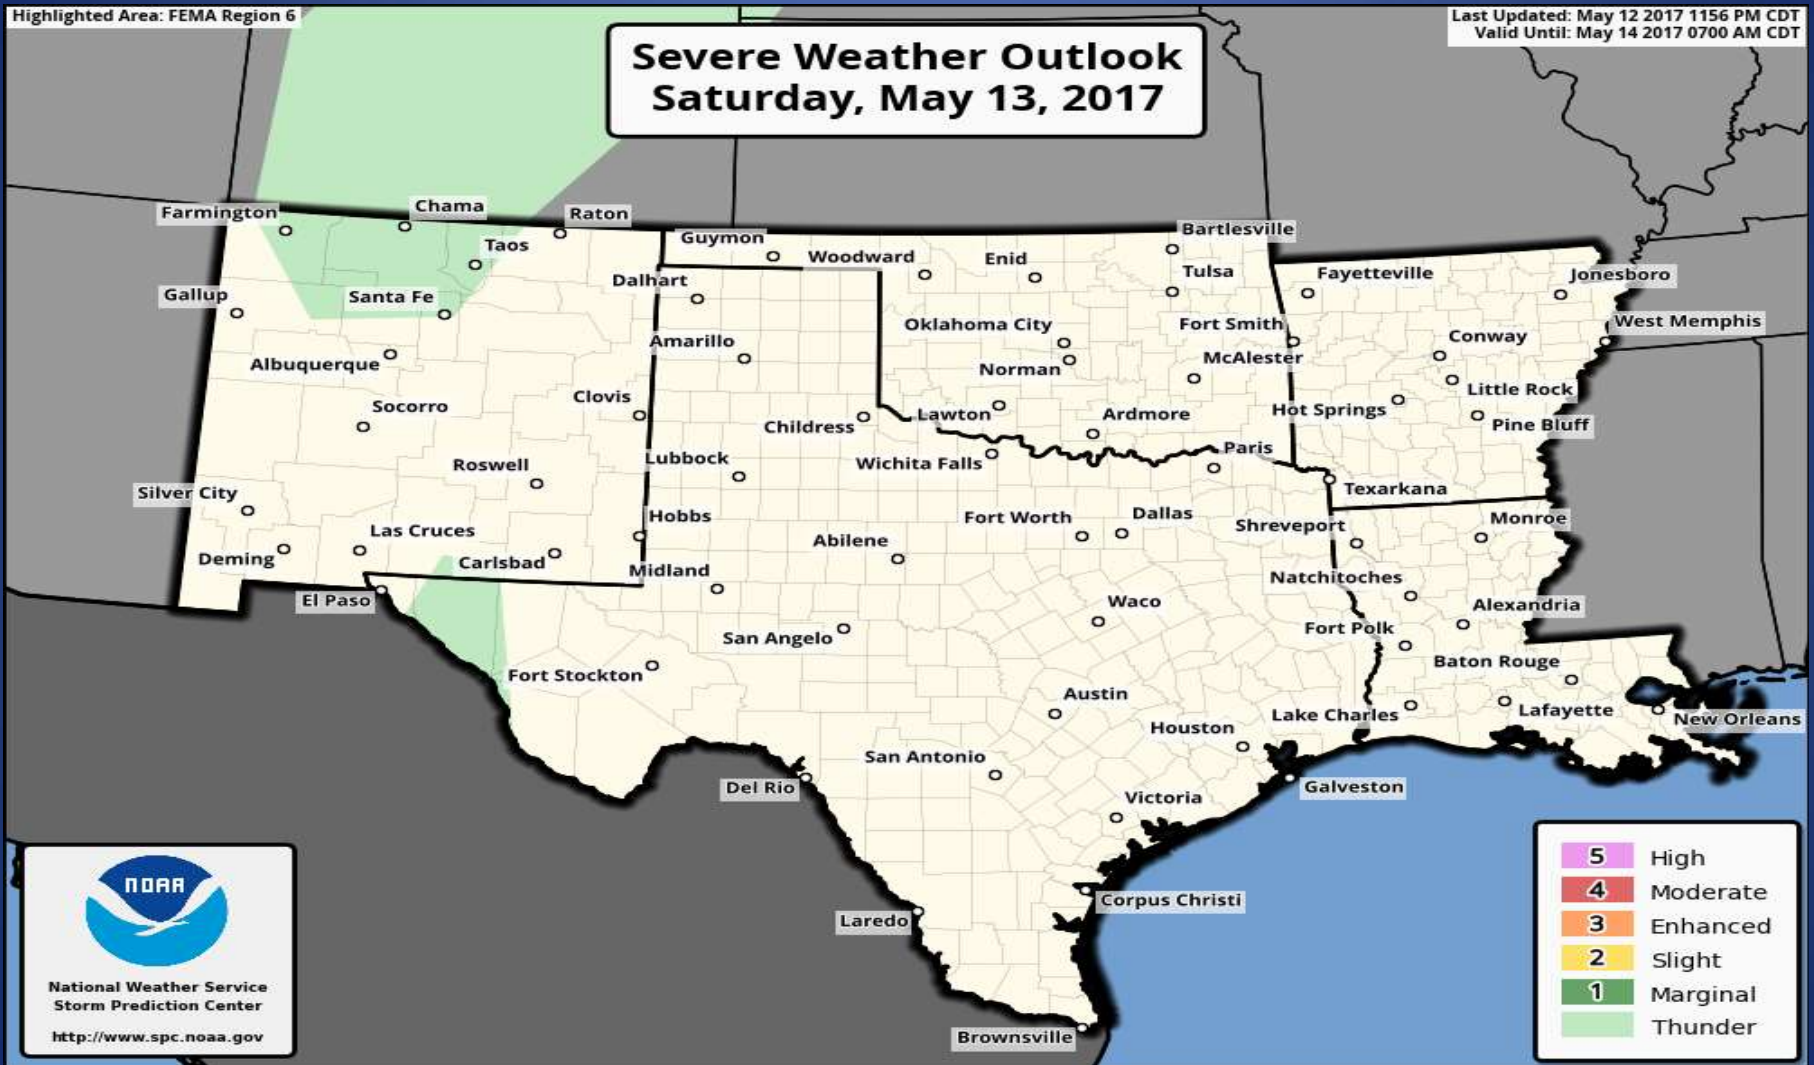 Highlighted Area: FEMA Region 6
Last Updated: May 12 2017 1156 PM CDT
Valid Until: May 14 2017 0700 AM CDT
Severe Weather Outlook
Saturday, May 13, 2017
Farmington
Chama
Raton
Taos
Gallup
Santa Fe
Albuquerque
Socorro
Clovis
Roswell
Silver City
Las Cruces
Deming
Carlsbad
Hobbs
Guymon
Woodward
Enid
Bartlesville
Tulsa
Oklahoma City
Norman
McAlester
Lawton
Ardmore
Fayetteville
Jonesboro
West Memphis
Fort Smith
Conway
Little Rock
Hot Springs
Pine Bluff
Texarkana
Dalhart
Amarillo
Childress
Lubbock
Wichita Falls
Paris
Fort Worth
Dallas
Abilene
Midland
El Paso
San Angelo
Waco
Fort Stockton
Austin
Houston
San Antonio
Del Rio
Galveston
Victoria
Corpus Christi
Laredo
Brownsville
Shreveport
Monroe
Natchitoches
Alexandria
Fort Polk
Baton Rouge
Lake Charles
Lafayette
New Orleans
NOAA
National Weather Service
Storm Prediction Center
http://www.spc.noaa.gov
5 High
4 Moderate
3 Enhanced
2 Slight
1 Marginal
Thunder